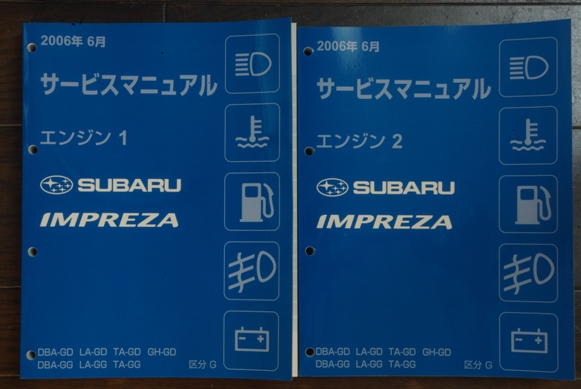 2006年 6月
サービスマニュアル
エンジン 1
SUBARU
IMPREZA
DBA-GD LA-GD TA-GD GH-GD
DBA-GG LA-GG TA-GG 区分 G
2006年 6月
サービスマニュアル
エンジン 2
SUBARU
IMPREZA
DBA-GD LA-GD TA-GD GH-GD
DBA-GG LA-GG TA-GG 区分 G